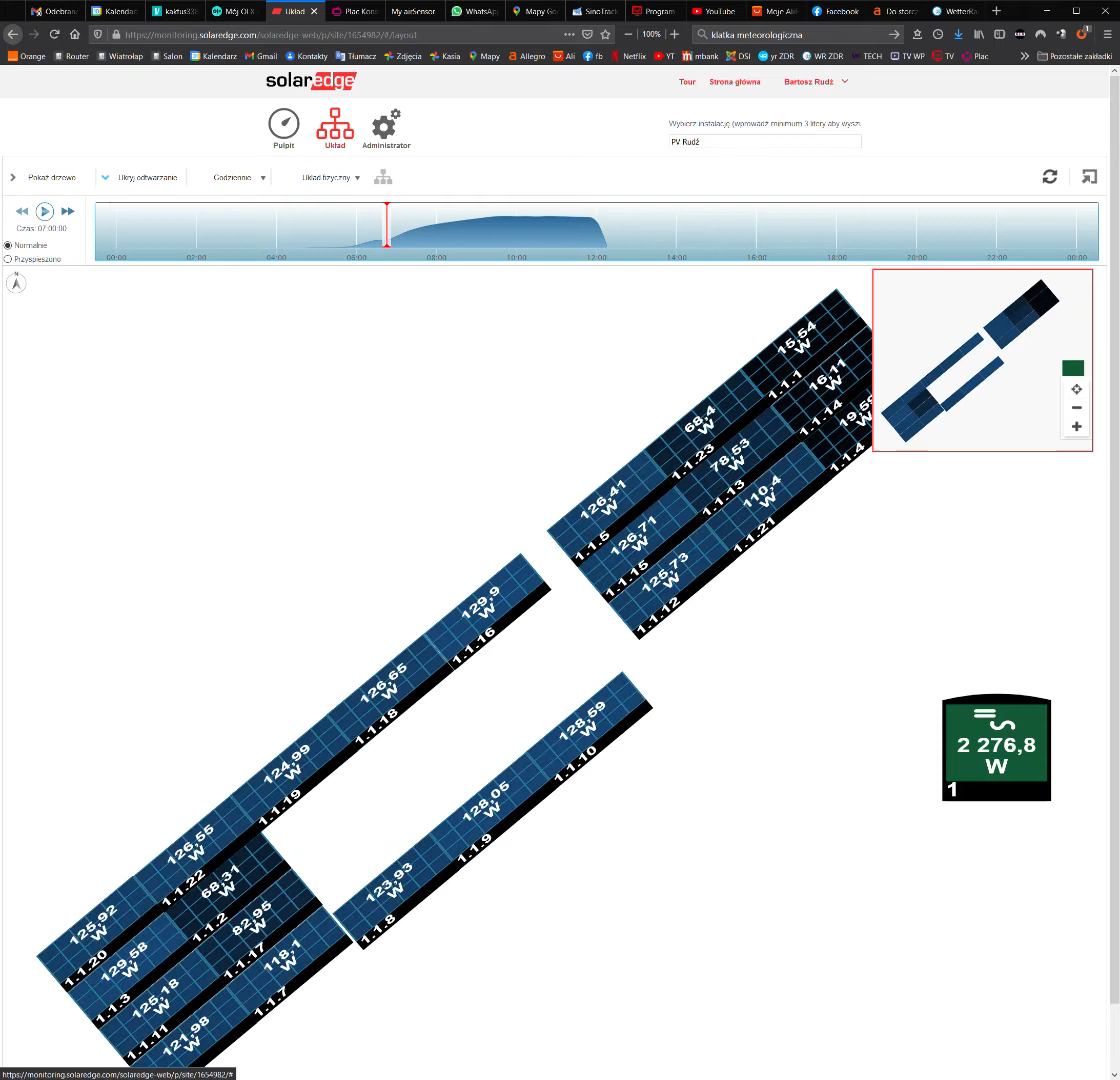 Odebran
Kalendarz
kaktus33
Mój OLX
Układ
Plac Kons
My airSensor
WhatsApp
Mapy Go
SinoTrack
Program
YouTube
Moje Ali
Facebook
Do storcz
WetterRa
https://monitoring.solaredge.com/solaredge-web/p/site/1654982/#/layout
100%
klatka meteorologiczna
Orange
Router
Wiatrołap
Salon
Kalendarz
Gmail
Kontakty
Tłumacz
Zdjęcia
Kasia
Mapy
Allegro
Ali
fb
Netflix
YT
mbank
DSI
yr ZDR
WR ZDR
TECH
TV WP
TV
Plac
Pozostałe zakładki
solaredge
Tour
Strona główna
Bartosz Rudź
Pulpit
Układ
Administrator
Wybierz instalację (wprowadź minimum 3 litery aby wysz
PV Rudź
Pokaż drzewo
Ukryj odtwarzanie
Godziennie
Układ fizyczny
Czas: 07:00:00
Normalnie
Przyspieszono
00:00
02:00
04:00
06:00
08:00
10:00
12:00
14:00
16:00
18:00
20:00
22:00
00:00
N
15,54
W
1.1.1
16,11
W
1.1.14
19,59
W
1.1.4
68,4
W
1.1.23
78,53
W
1.1.13
110,4
W
1.1.21
126,41
W
1.1.5
126,71
W
1.1.15
125,73
W
1.1.12
129,9
W
1.1.16
126,65
W
1.1.18
124,99
W
1.1.19
126,55
W
1.1.22
125,92
W
1.1.20
128,59
W
1.1.10
128,05
W
1.1.9
123,93
W
1.1.8
68,31
W
1.1.2
82,95
W
1.1.17
118,1
W
1.1.7
129,58
W
1.1.3
125,18
W
1.1.11
121,98
W
2 276,8
W
1
https://monitoring.solaredge.com/solaredge-web/p/site/1654982/#